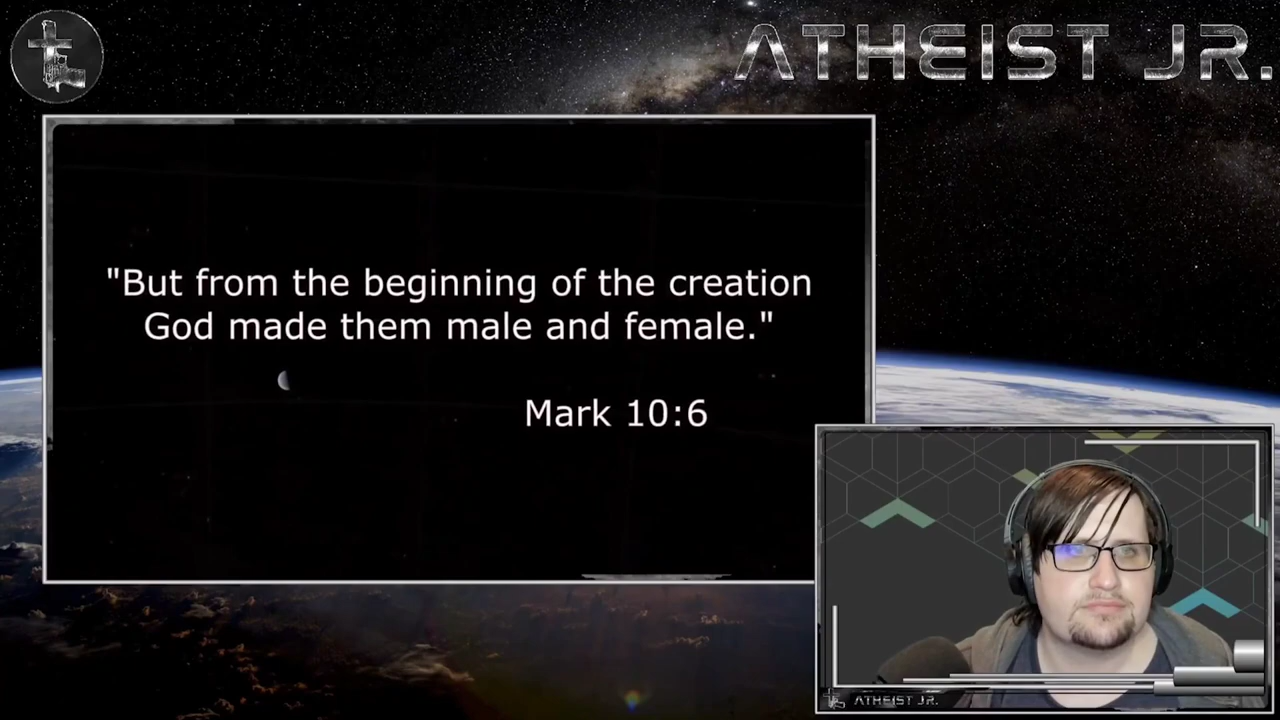 ATHEIST JR.
"But from the beginning of the creation
God made them male and female."
Mark 10:6
ATHEIST JR.